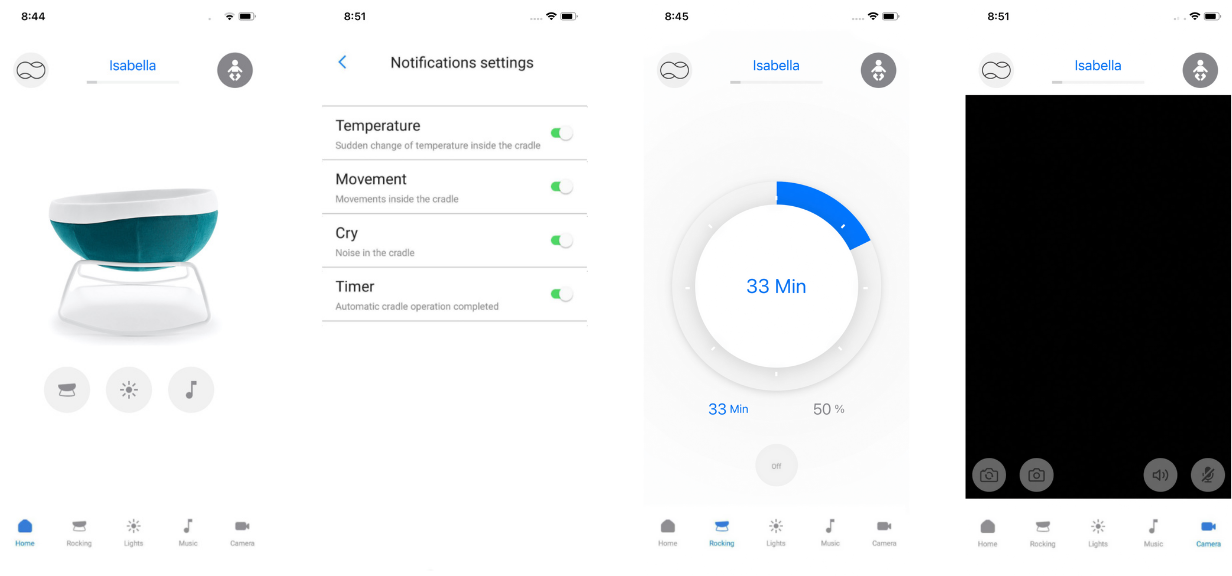 8:44
Isabella
Home
Rocking
Lights
Music
Camera
8:51
Notifications settings
Temperature
Sudden change of temperature inside the cradle
Movement
Movements inside the cradle
Cry
Noise in the cradle
Timer
Automatic cradle operation completed
8:45
Isabella
33 Min
33 Min
50 %
Off
Home
Rocking
Lights
Music
Camera
8:51
Isabella
Home
Rocking
Lights
Music
Camera